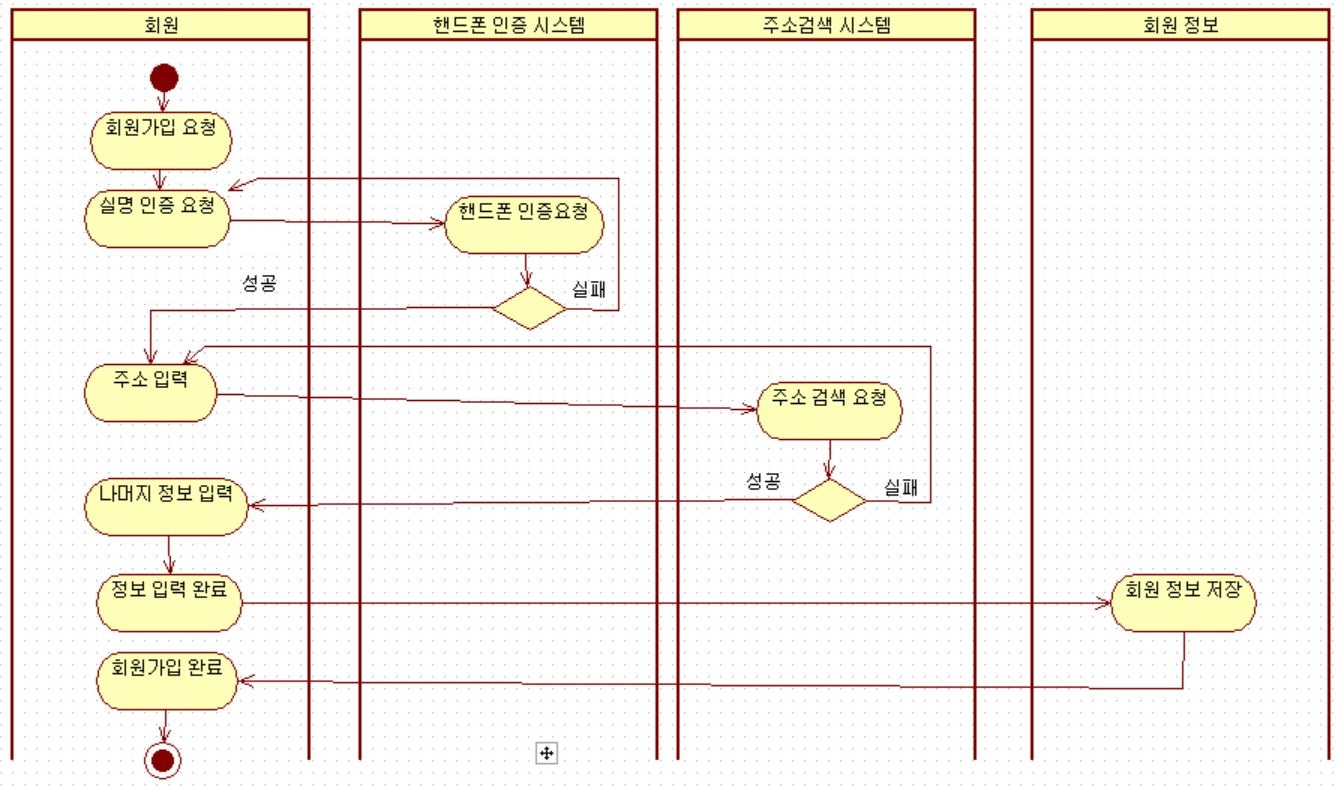 회원
핸드폰 인증 시스템
주소검색 시스템
회원 정보
회원가입 요청
실명 인증 요청
핸드폰 인증요청
성공
실패
주소 입력
주소 검색 요청
성공
실패
나머지 정보 입력
정보 입력 완료
회원 정보 저장
회원가입 완료